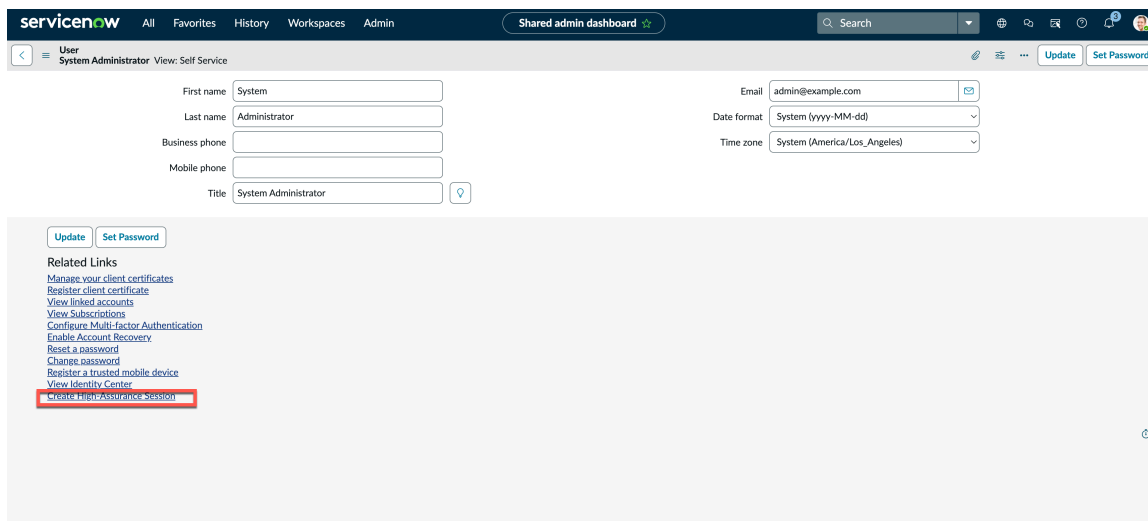 servicenow All Favorites History Workspaces Admin Shared admin dashboard Search 3
User
System Administrator View: Self Service Update Set Password
First name System Email admin@example.com
Last name Administrator Date format System (yyyy-MM-dd)
Business phone Time zone System (America/Los_Angeles)
Mobile phone
Title System Administrator
Update Set Password
Related Links
Manage your client certificates
Register client certificate
View linked accounts
View Subscriptions
Configure Multi-factor Authentication
Enable Account Recovery
Reset a password
Change password
Register a trusted mobile device
View Identity Center
Create High-Assurance Session